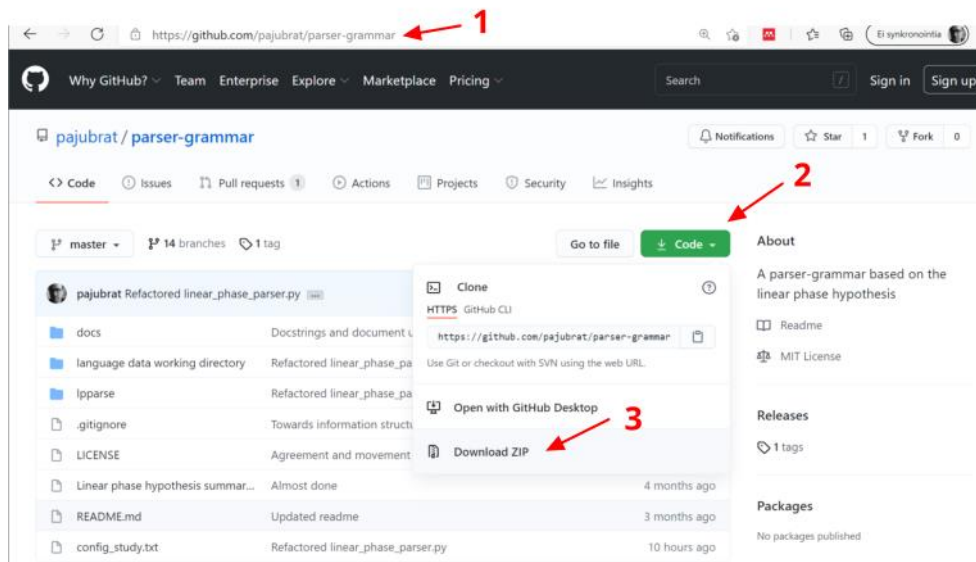 1
https://github.com/pajubrat/parser-grammar
Ei synkronointia
Why GitHub? Team Enterprise Explore Marketplace Pricing Search / Sign in Sign up
pajubrat / parser-grammar Notifications Star 1 Fork 0
Code Issues Pull requests 1 Actions Projects Security Insights
2
master 14 branches 1 tag Go to file Code
About
A parser-grammar based on the
linear phase hypothesis
Readme
MIT License
Releases
1 tags
Packages
No packages published
pajubrat Refactored linear_phase_parser.py ...
Clone
HTTPS GitHub CLI
https://github.com/pajubrat/parser-grammar
Use Git or checkout with SVN using the web URL.
Open with GitHub Desktop
3
Download ZIP
docs Docstrings and document u
language data working directory Refactored linear_phase_pa
lpparse Refactored linear_phase_pa
.gitignore Towards information structu
LICENSE Agreement and movement
Linear phase hypothesis summar... Almost done 4 months ago
README.md Updated readme 3 months ago
config_study.txt Refactored linear_phase_parser.py 10 hours ago